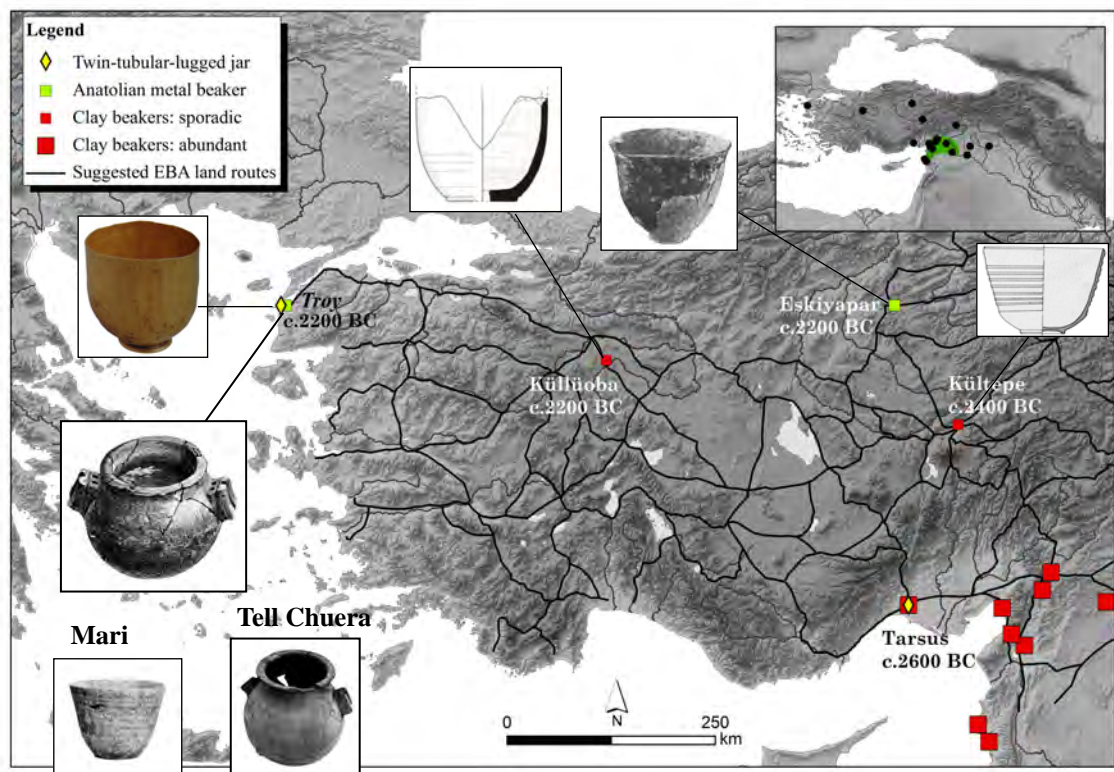 Legend
Twin-tubular-lugged jar
Anatolian metal beaker
Clay beakers: sporadic
Clay beakers: abundant
Suggested EBA land routes
Troy
c.2200 BC
Eskiyapar
c.2200 BC
Küllüoba
c.2200 BC
Kültepe
c.2400 BC
Tarsus
c.2600 BC
Mari
Tell Chuera
N
0
250
km